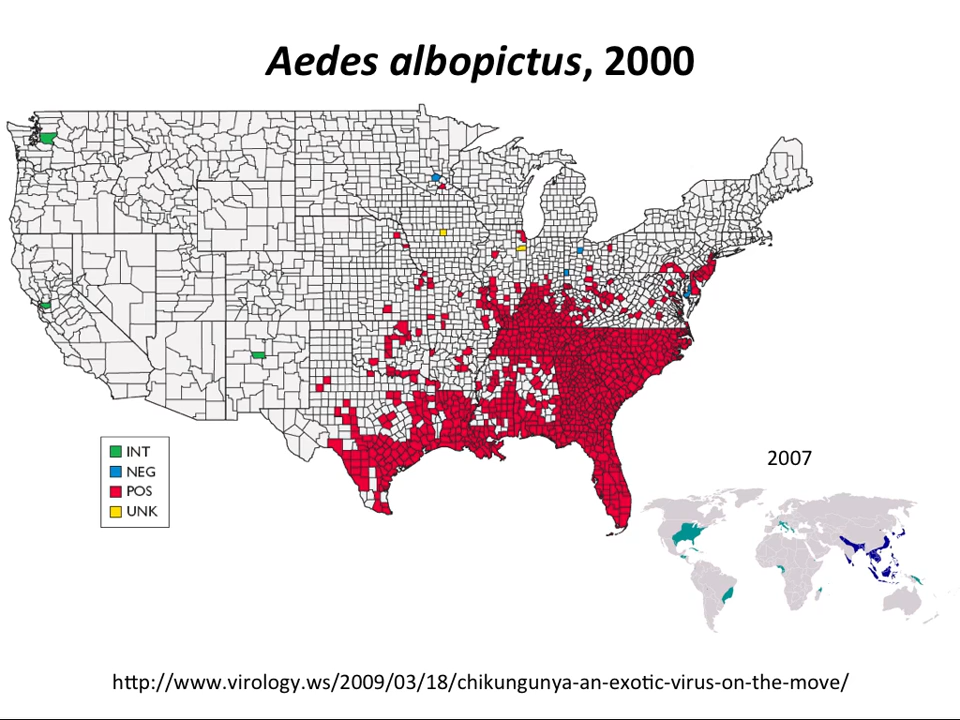 Aedes albopictus, 2000
INT
NEG
POS
UNK
2007
http://www.virology.ws/2009/03/18/chikungunya-an-exotic-virus-on-the-move/